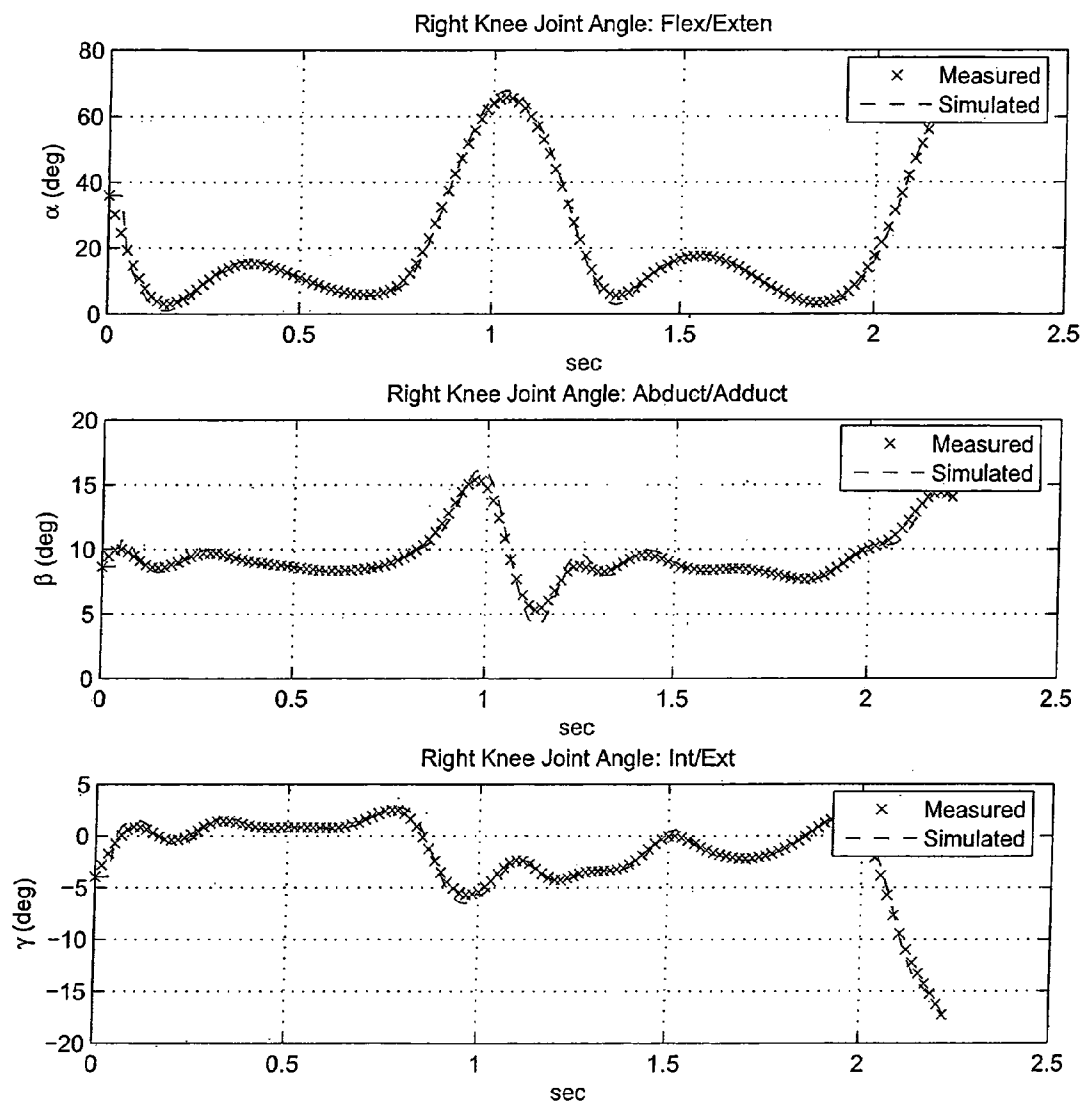 Right Knee Joint Angle: Flex/Exten
80
60
40
20
0
α (deg)
Measured
Simulated
0
0.5
1
1.5
2
2.5
sec
Right Knee Joint Angle: Abduct/Adduct
20
15
10
5
0
β (deg)
Measured
Simulated
0
0.5
1
1.5
2
2.5
sec
Right Knee Joint Angle: Int/Ext
5
0
−5
−10
−15
−20
γ (deg)
Measured
Simulated
0
0.5
1
1.5
2
2.5
sec